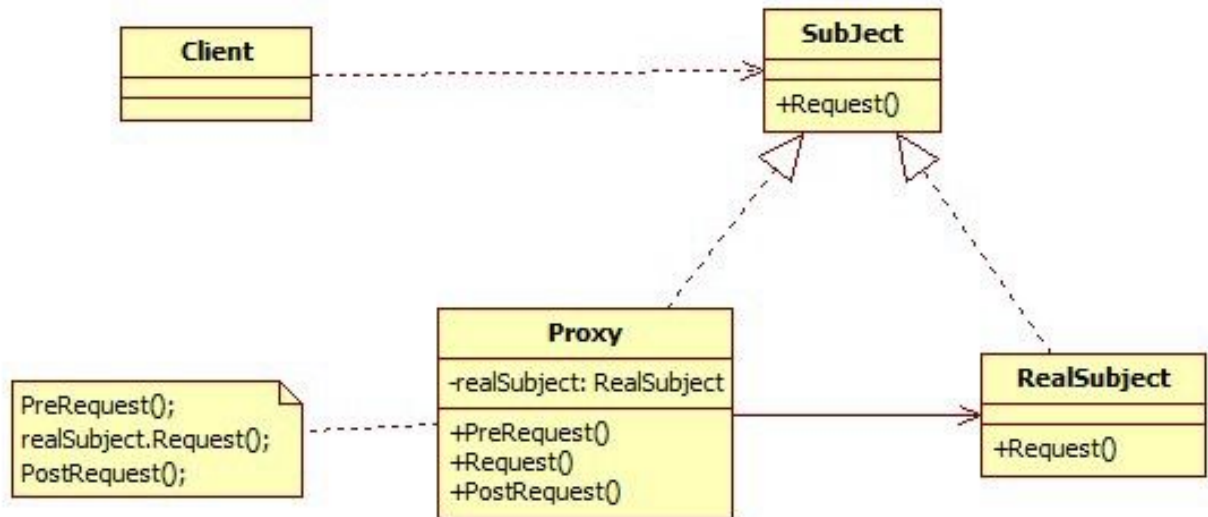 Client
SubJect
+Request()
Proxy
-realSubject: RealSubject
+PreRequest()
+Request()
+PostRequest()
PreRequest();
realSubject.Request();
PostRequest();
RealSubject
+Request()